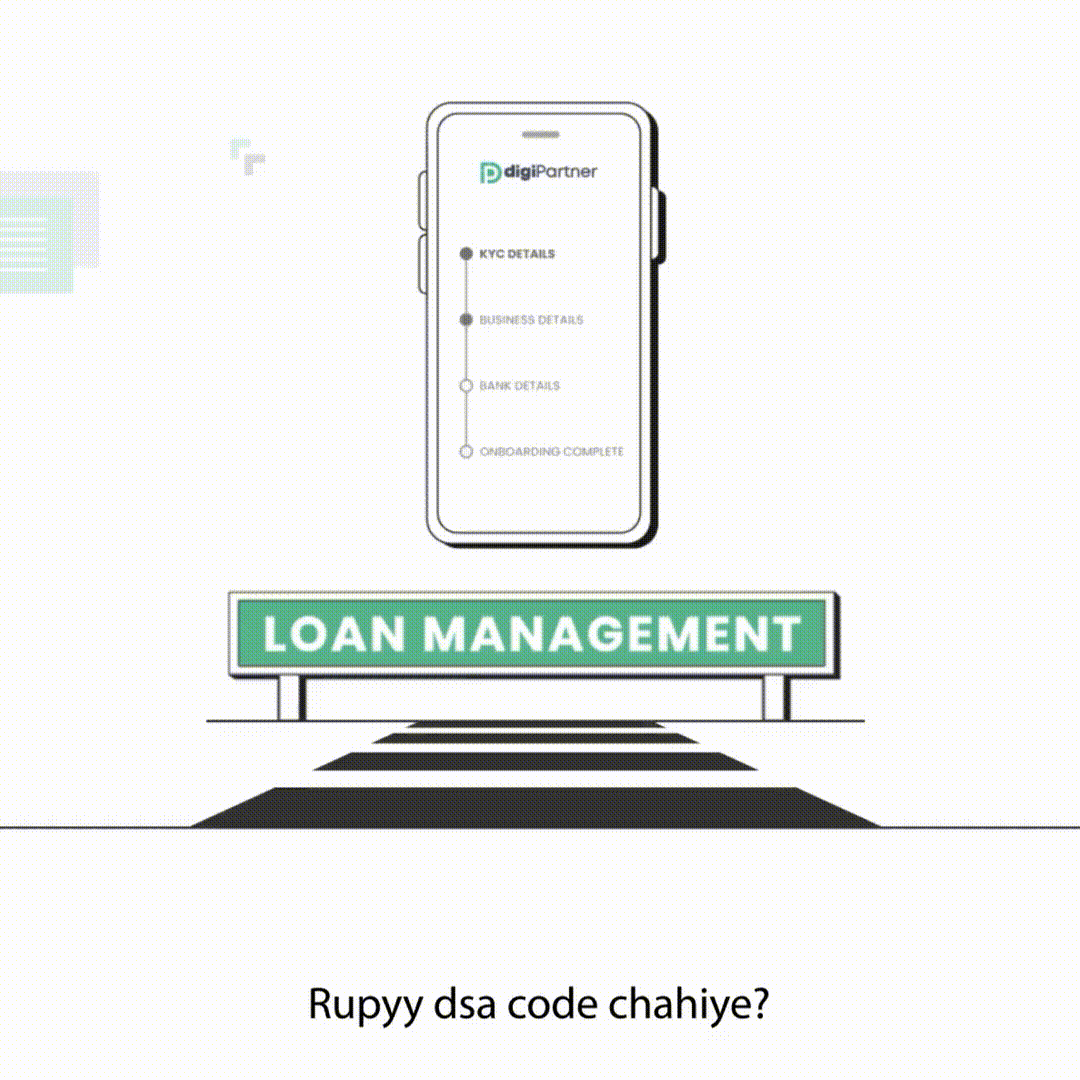 digiPartner
KYC DETAILS
BUSINESS DETAILS
BANK DETAILS
ONBOARDING COMPLETE
LOAN MANAGEMENT
Rupyy dsa code chahiye?